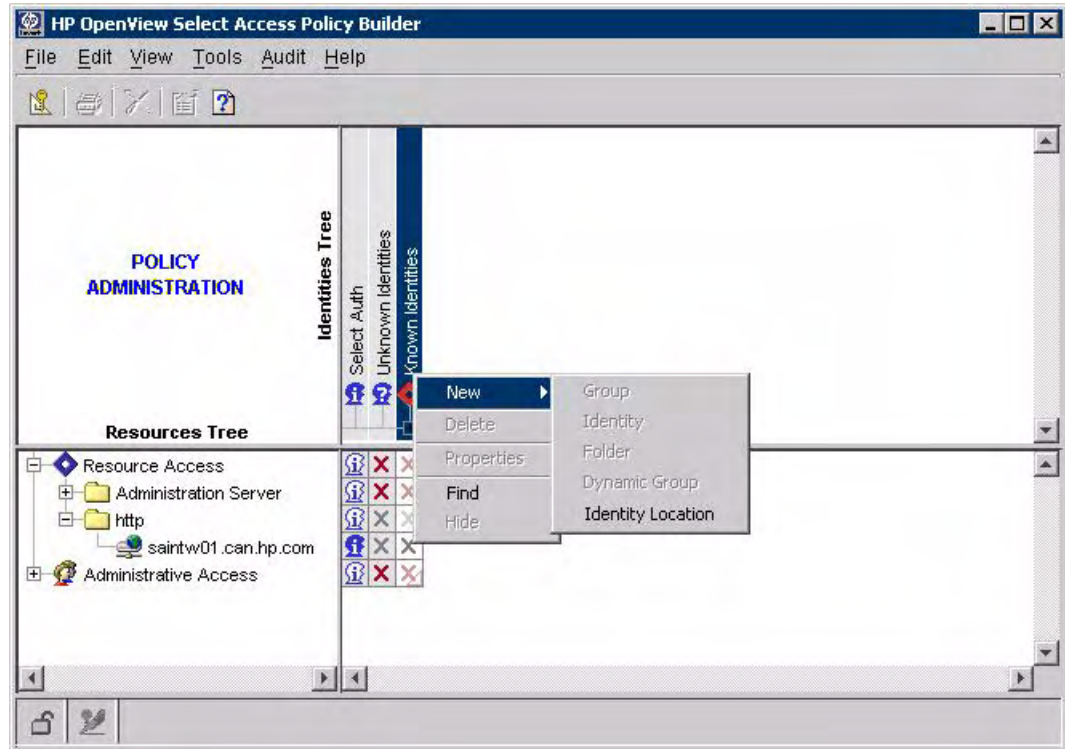 HP OpenView Select Access Policy Builder
File Edit View Tools Audit Help
POLICY
ADMINISTRATION
Identities Tree
Select Auth
Unknown Identities
Known Identities
Resources Tree
New
Delete
Properties
Find
Hide
Group
Identity
Folder
Dynamic Group
Identity Location
Resource Access
Administration Server
http
saintw01.can.hp.com
Administrative Access